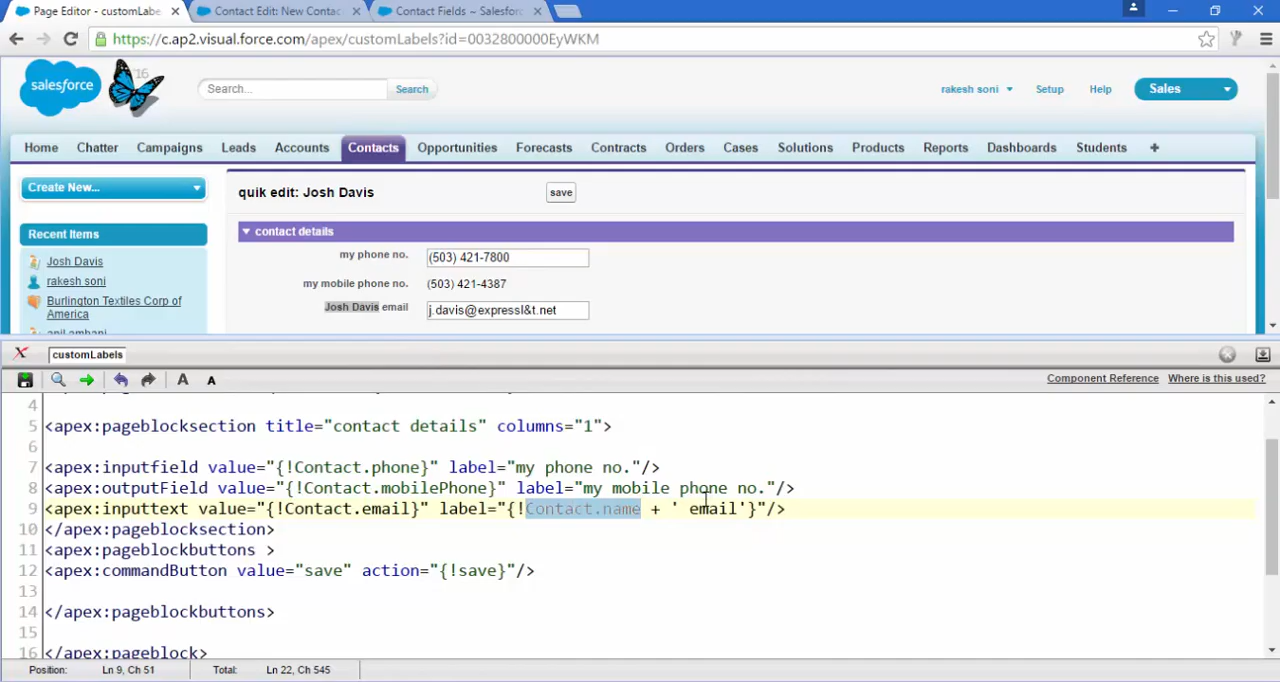 Page Editor - customLabe
Contact Edit: New Contac
Contact Fields ~ Salesfor
https://c.ap2.visual.force.com/apex/customLabels?id=0032800000EyWKM
salesforce
'16
Search...
Search
rakesh soni
Setup
Help
Sales
Home
Chatter
Campaigns
Leads
Accounts
Contacts
Opportunities
Forecasts
Contracts
Orders
Cases
Solutions
Products
Reports
Dashboards
Students
+
Create New...
Recent Items
Josh Davis
rakesh soni
Burlington Textiles Corp of
America
anil ambani
quik edit: Josh Davis
save
contact details
my phone no.
(503) 421-7800
my mobile phone no.
(503) 421-4387
Josh Davis email
j.davis@expressl&t.net
customLabels
A
A
Component Reference
Where is this used?
4
5 <apex:pageblocksection title="contact details" columns="1">
6
7 <apex:inputfield value="{!Contact.phone}" label="my phone no."/>
8 <apex:outputField value="{!Contact.mobilePhone}" label="my mobile phone no."/>
9 <apex:inputtext value="{!Contact.email}" label="{!Contact.name + ' email'}"/>
10 </apex:pageblocksection>
11 <apex:pageblockbuttons >
12 <apex:commandButton value="save" action="{!save}"/>
13
14 </apex:pageblockbuttons>
15
16 </apex:pageblock>
Position:
Ln 9, Ch 51
Total:
Ln 22, Ch 545